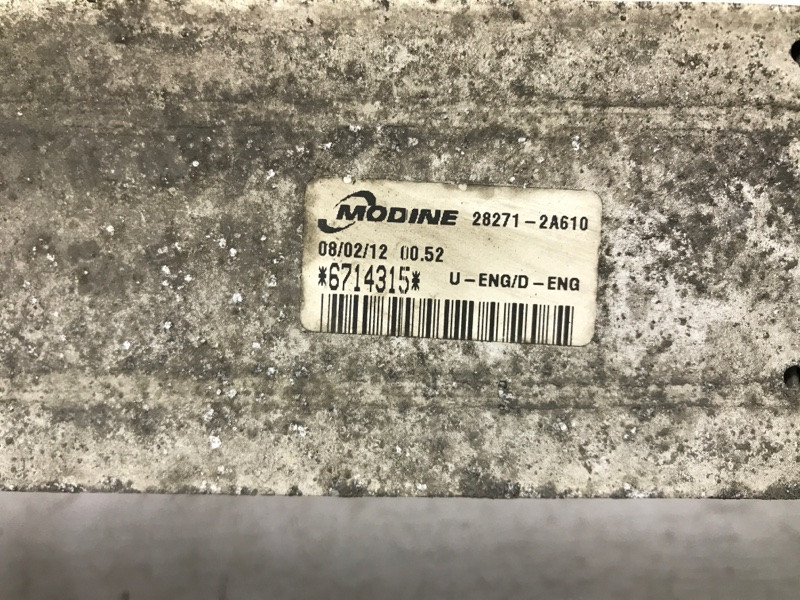 MODINE 28271-2A610
08/02/12 00.52
*6714315* U-ENG/D-ENG